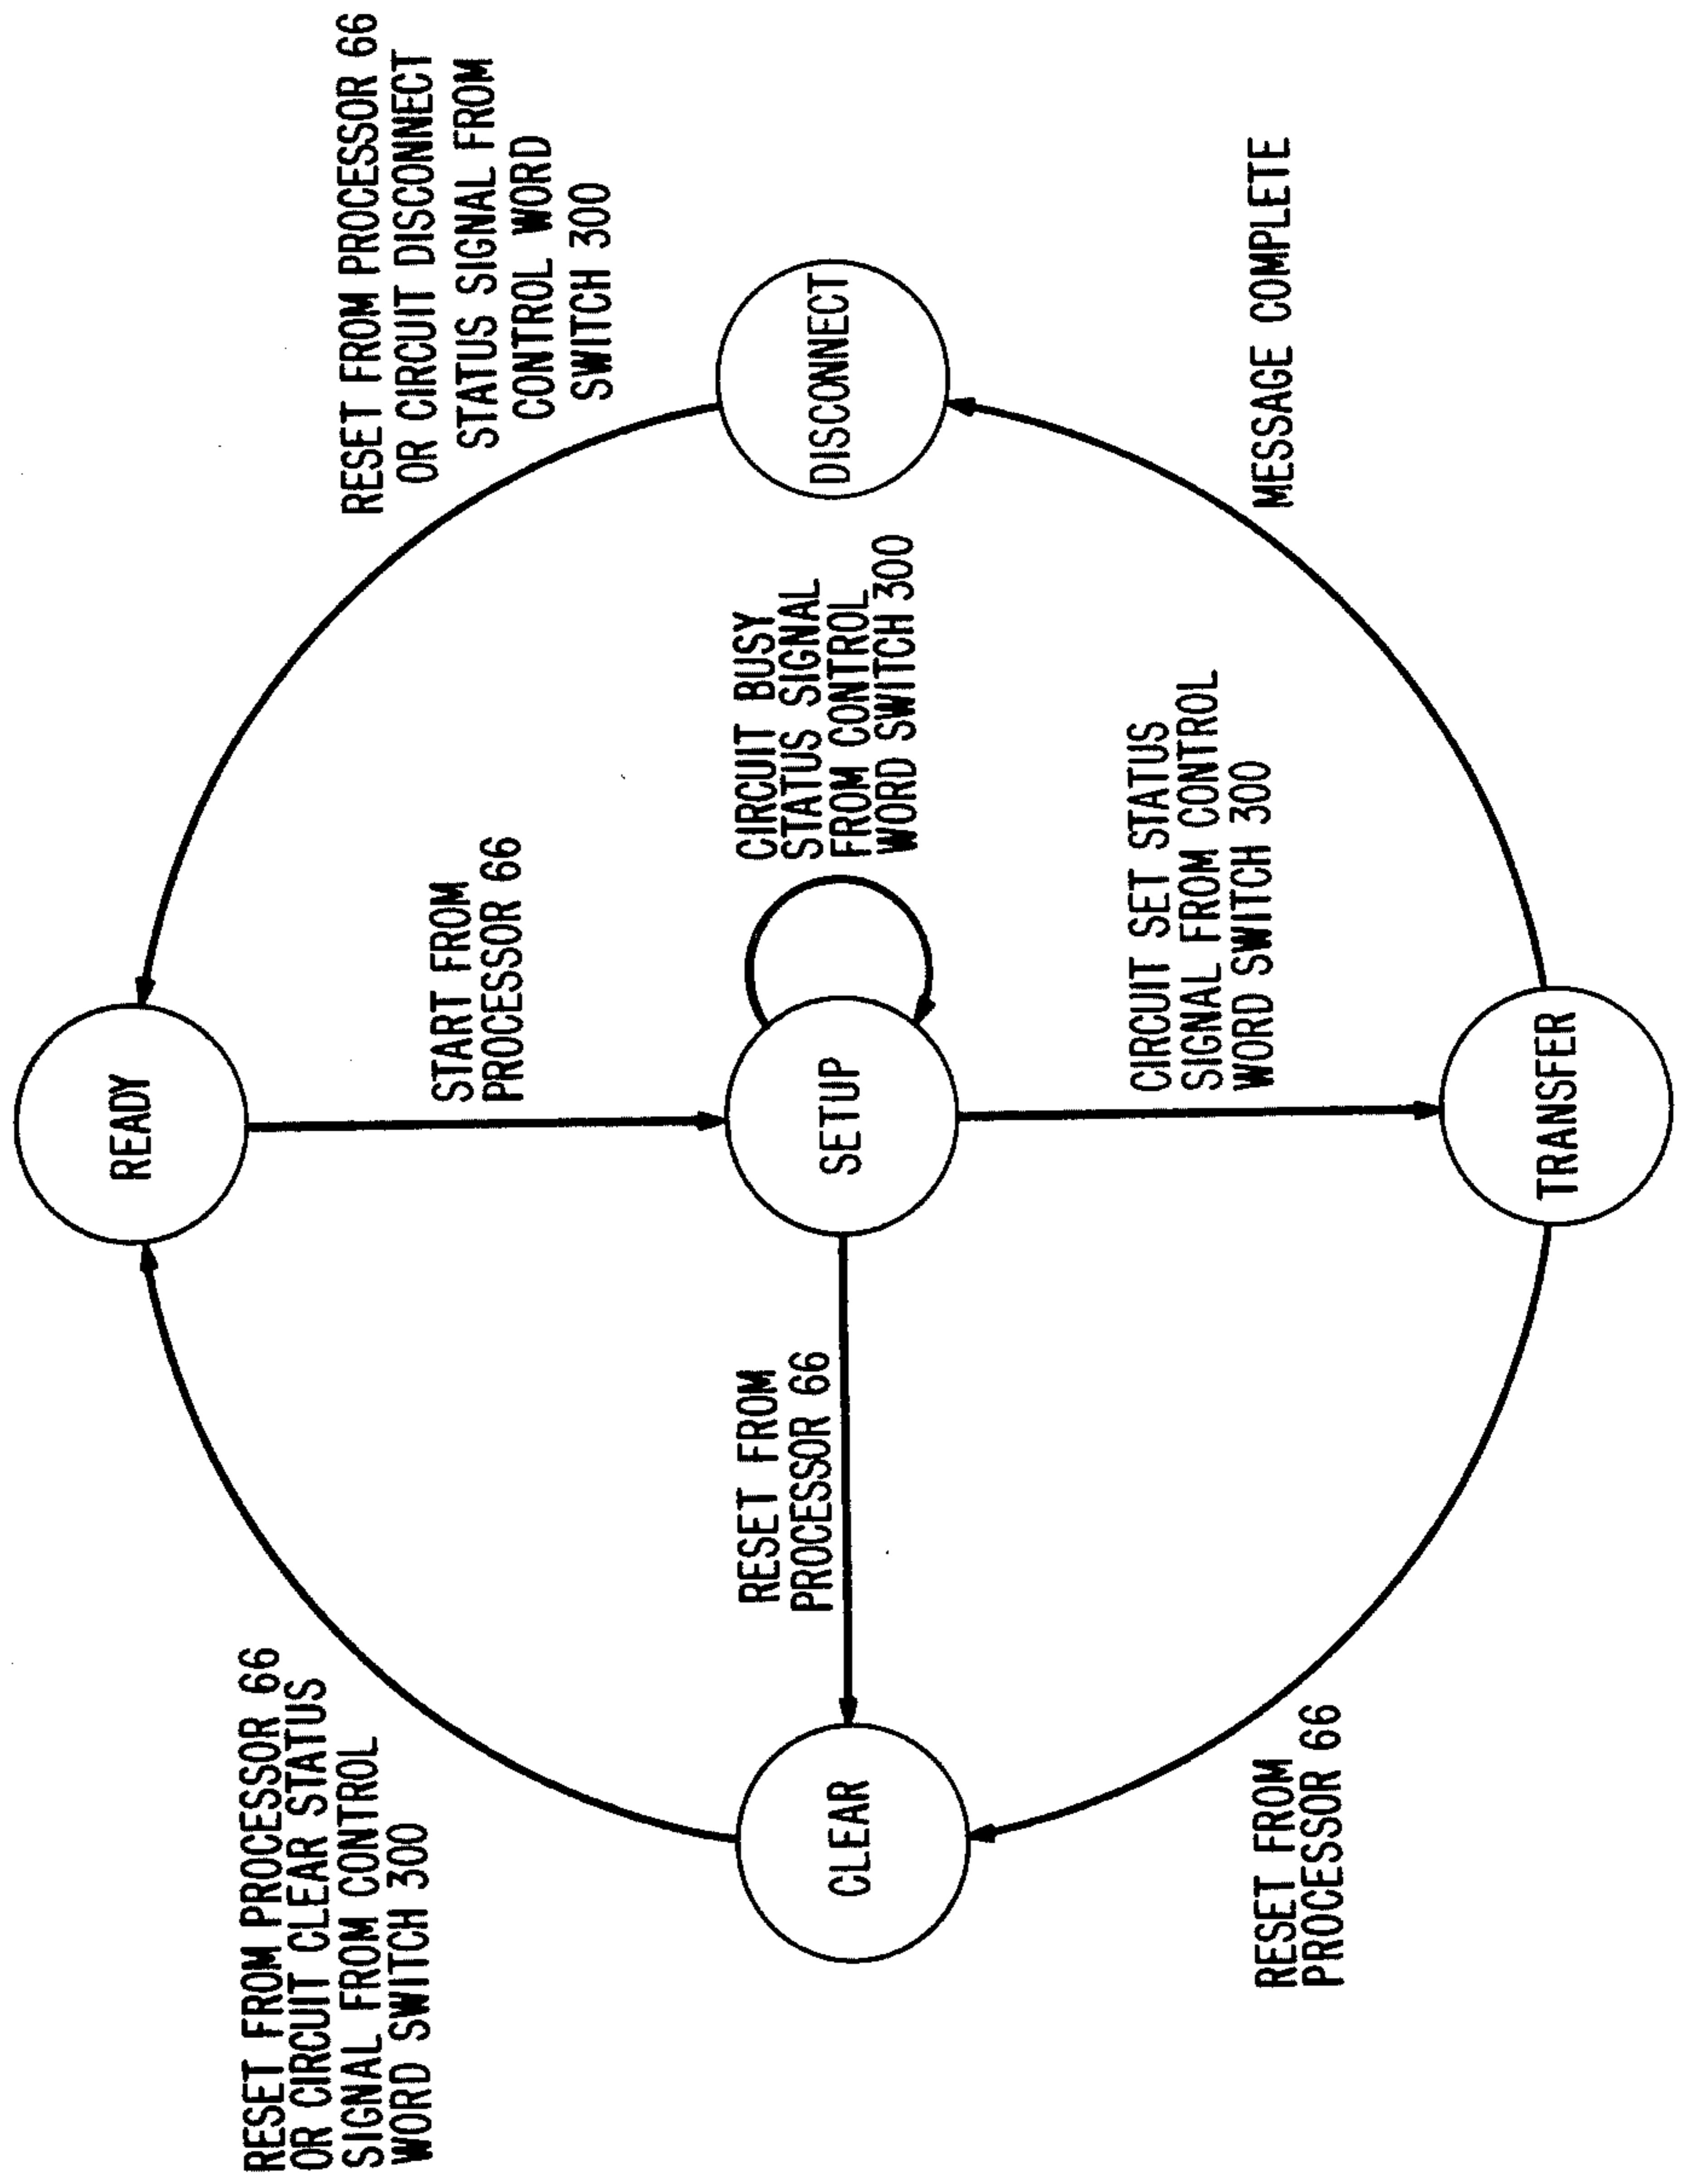 RESET FROM PROCESSOR 66
OR CIRCUIT CLEAR STATUS
SIGNAL FROM CONTROL
WORD SWITCH 300
READY
RESET FROM PROCESSOR 66
OR CIRCUIT DISCONNECT
STATUS SIGNAL FROM
CONTROL WORD
SWITCH 300
START FROM
PROCESSOR 66
CLEAR
RESET FROM
PROCESSOR 66
SETUP
CIRCUIT BUSY
STATUS SIGNAL
FROM CONTROL
WORD SWITCH 300
DISCONNECT
CIRCUIT SET STATUS
SIGNAL FROM CONTROL
WORD SWITCH 300
RESET FROM
PROCESSOR 66
TRANSFER
MESSAGE COMPLETE